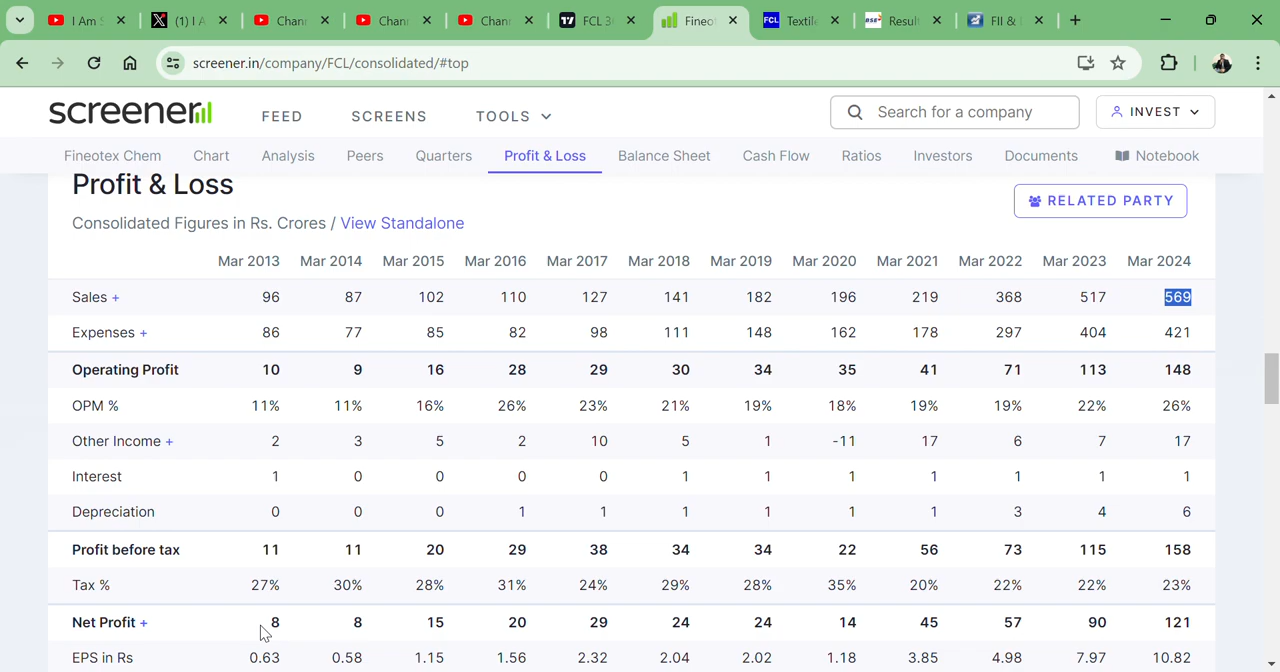 I Am S
(1) I A
Chan
Chan
Chan
FCL 3
Fineo
Textile
Result
FII &
screener.in/company/FCL/consolidated/#top
screener
FEED SCREENS TOOLS
Search for a company
INVEST
Fineotex Chem Chart Analysis Peers Quarters Profit & Loss Balance Sheet Cash Flow Ratios Investors Documents Notebook
Profit & Loss
RELATED PARTY
Consolidated Figures in Rs. Crores / View Standalone
Mar 2013 Mar 2014 Mar 2015 Mar 2016 Mar 2017 Mar 2018 Mar 2019 Mar 2020 Mar 2021 Mar 2022 Mar 2023 Mar 2024
Sales + 96 87 102 110 127 141 182 196 219 368 517 569
Expenses + 86 77 85 82 98 111 148 162 178 297 404 421
Operating Profit 10 9 16 28 29 30 34 35 41 71 113 148
OPM % 11% 11% 16% 26% 23% 21% 19% 18% 19% 19% 22% 26%
Other Income + 2 3 5 2 10 5 1 -11 17 6 7 17
Interest 1 0 0 0 0 1 1 1 1 1 1 1
Depreciation 0 0 0 1 1 1 1 1 1 3 4 6
Profit before tax 11 11 20 29 38 34 34 22 56 73 115 158
Tax % 27% 30% 28% 31% 24% 29% 28% 35% 20% 22% 22% 23%
Net Profit + 8 8 15 20 29 24 24 14 45 57 90 121
EPS in Rs 0.63 0.58 1.15 1.56 2.32 2.04 2.02 1.18 3.85 4.98 7.97 10.82